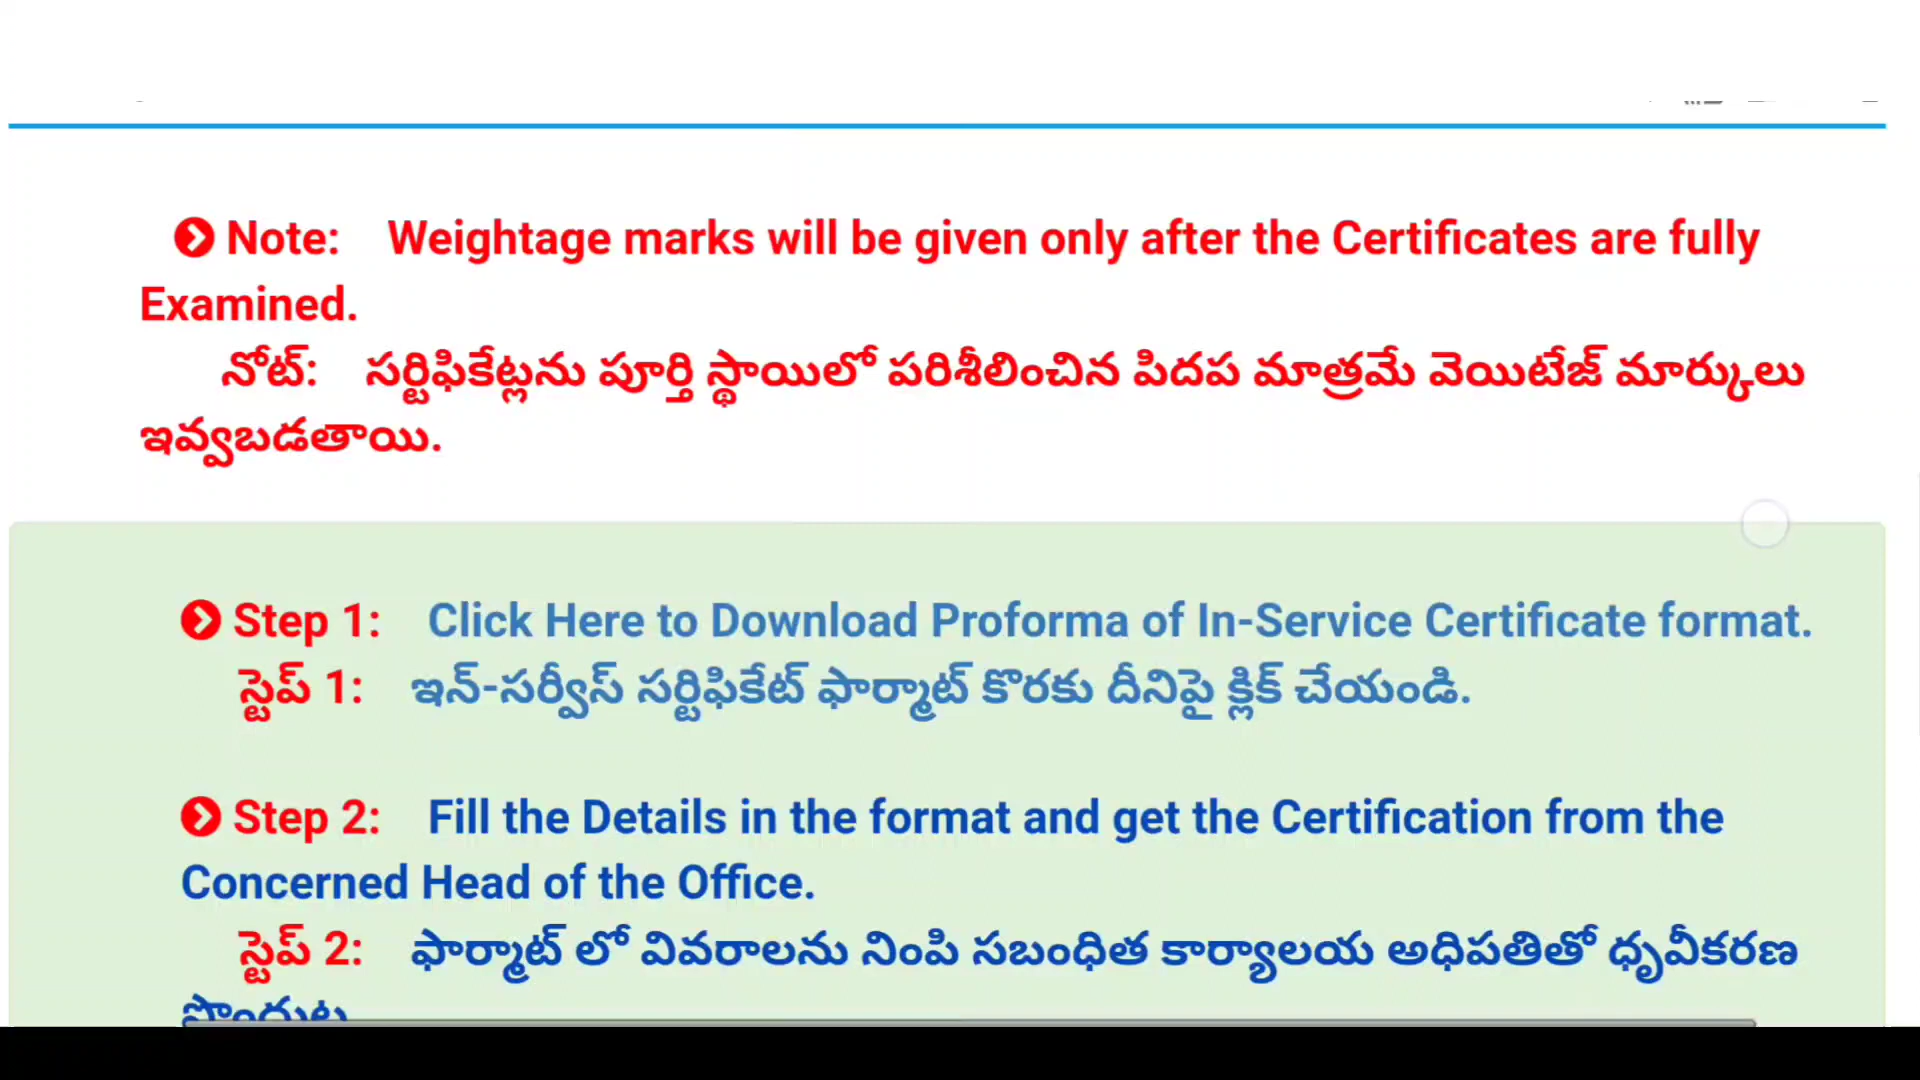 Note: Weightage marks will be given only after the Certificates are fully
Examined.
నోట్: సర్టిఫికేట్లను పూర్తి స్థాయిలో పరిశీలించిన పిదప మాత్రమే వెయిటేజ్ మార్కులు
ఇవ్వబడతాయి.
Step 1: Click Here to Download Proforma of In-Service Certificate format.
స్టెప్ 1: ఇన్-సర్వీస్ సర్టిఫికేట్ ఫార్మాట్ కొరకు దీనిపై క్లిక్ చేయండి.
Step 2: Fill the Details in the format and get the Certification from the
Concerned Head of the Office.
స్టెప్ 2: ఫార్మాట్ లో వివరాలను నింపి సబంధిత కార్యాలయ అధిపతితో ధృవీకరణ